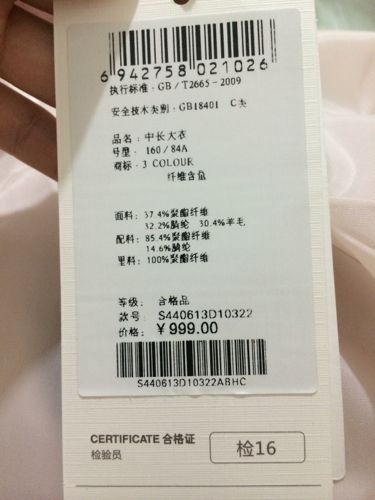 6 942758 021026
执行标准：GB/T2665-2009
安全技术类别：GB18401 C类
品名：中长大衣
号型：160/84A
商标：3 COLOUR
纤维含量
面料：37.4%聚酯纤维
32.2%腈纶 30.4%羊毛
配料：85.4%聚酯纤维
14.6%腈纶
里料：100%聚酯纤维
等级：合格品
款号：S440613D10322
价格：¥999.00
S440613D10322ABHC
CERTIFICATE 合格证
检验员
检16